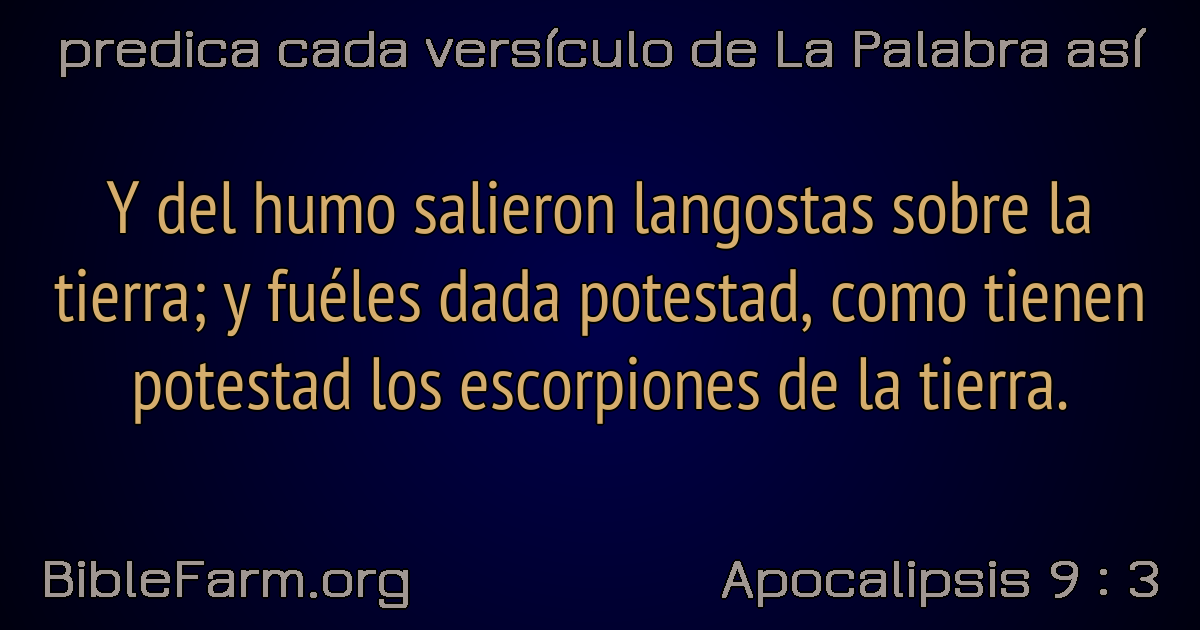 predica cada versículo de La Palabra así
Y del humo salieron langostas sobre la
tierra; y fuéles dada potestad, como tienen
potestad los escorpiones de la tierra.
BibleFarm.org
Apocalipsis 9 : 3